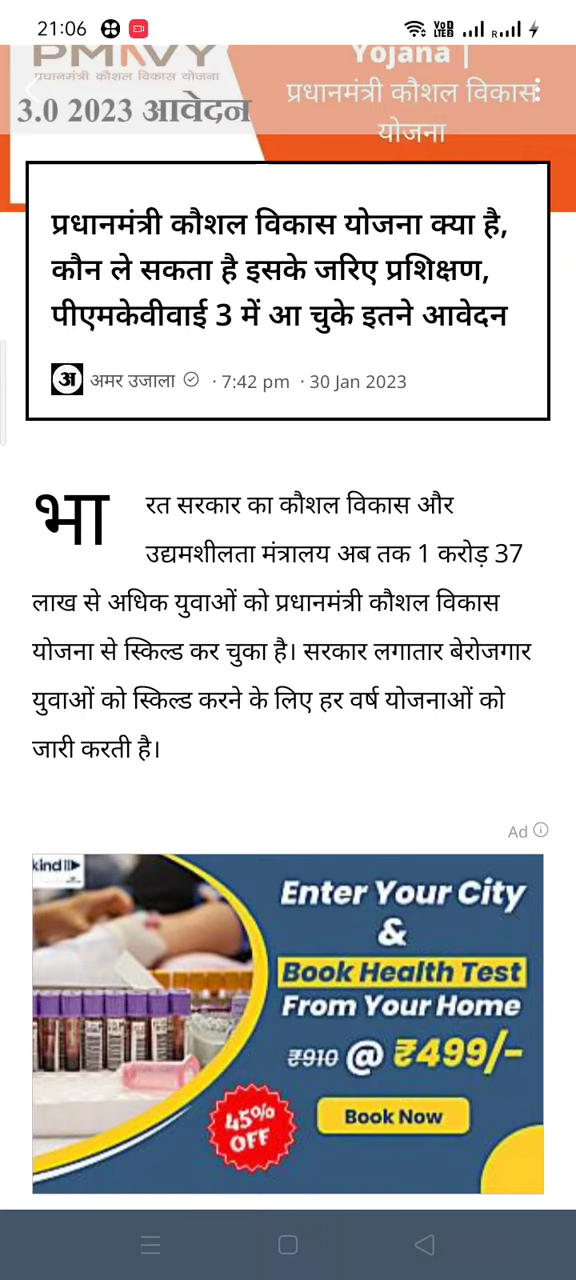 21:06
VoD
LTE2
R
PMKVY
Yojana |
प्रधानमंत्री कौशल विकास योजना
प्रधानमंत्री कौशल विकास
3.0 2023 आवेदन
योजना
प्रधानमंत्री कौशल विकास योजना क्या है,
कौन ले सकता है इसके जरिए प्रशिक्षण,
पीएमकेवीवाई 3 में आ चुके इतने आवेदन
अ अमर उजाला · 7:42 pm · 30 Jan 2023
भारत सरकार का कौशल विकास और
उद्यमशीलता मंत्रालय अब तक 1 करोड़ 37
लाख से अधिक युवाओं को प्रधानमंत्री कौशल विकास
योजना से स्किल्ड कर चुका है। सरकार लगातार बेरोजगार
युवाओं को स्किल्ड करने के लिए हर वर्ष योजनाओं को
जारी करती है।
Ad
kind
Enter Your City
&
Book Health Test
From Your Home
₹910 @ ₹499/-
45%
OFF
Book Now